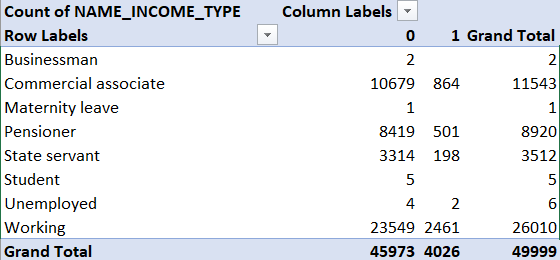 Count of NAME_INCOME_TYPE Column Labels
Row Labels 0 1 Grand Total
Businessman 2 2
Commercial associate 10679 864 11543
Maternity leave 1 1
Pensioner 8419 501 8920
State servant 3314 198 3512
Student 5 5
Unemployed 4 2 6
Working 23549 2461 26010
Grand Total 45973 4026 49999